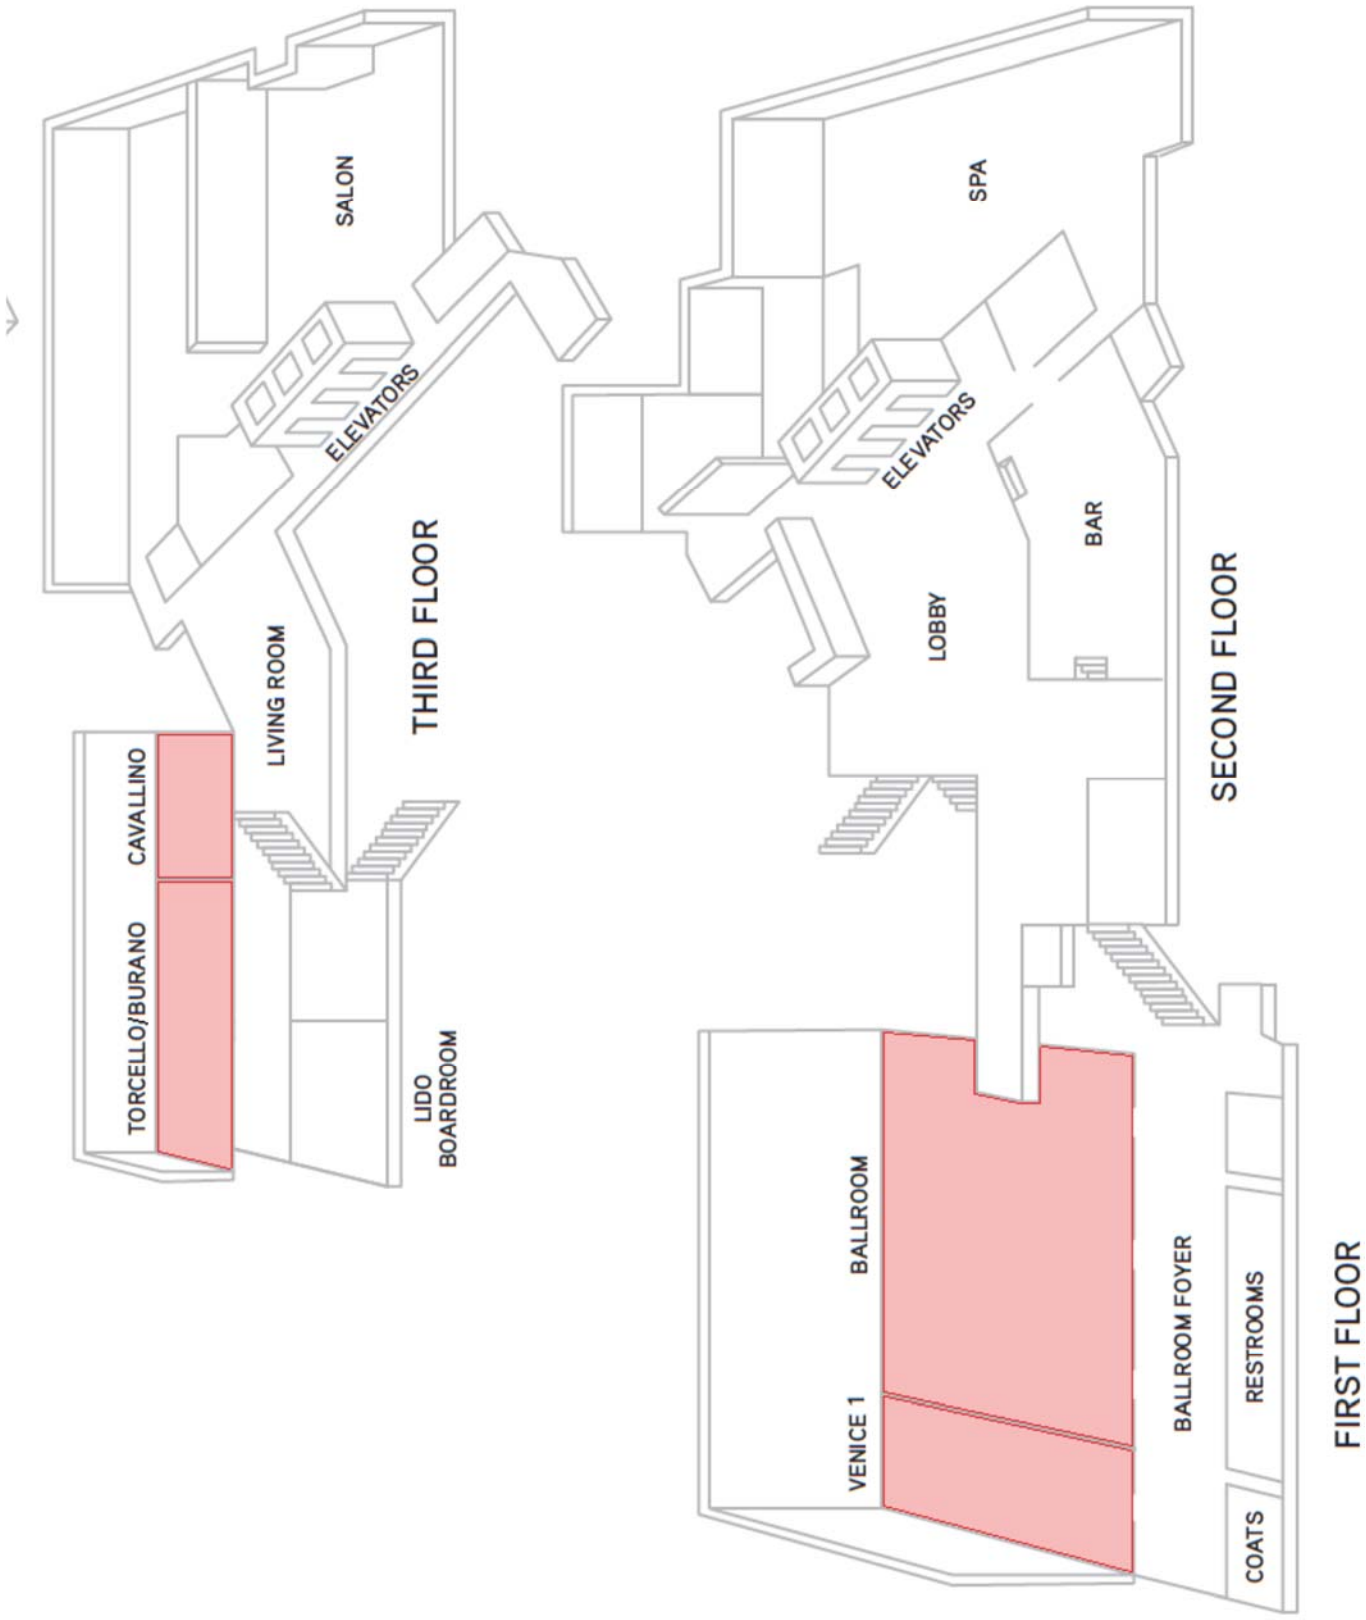 SALON
ELEVATORS
CAVALLINO
LIVING ROOM
TORCELLO/BURANO
LIDO
BOARDROOM
THIRD FLOOR
SPA
ELEVATORS
BAR
LOBBY
SECOND FLOOR
BALLROOM
VENICE 1
BALLROOM FOYER
RESTROOMS
COATS
FIRST FLOOR